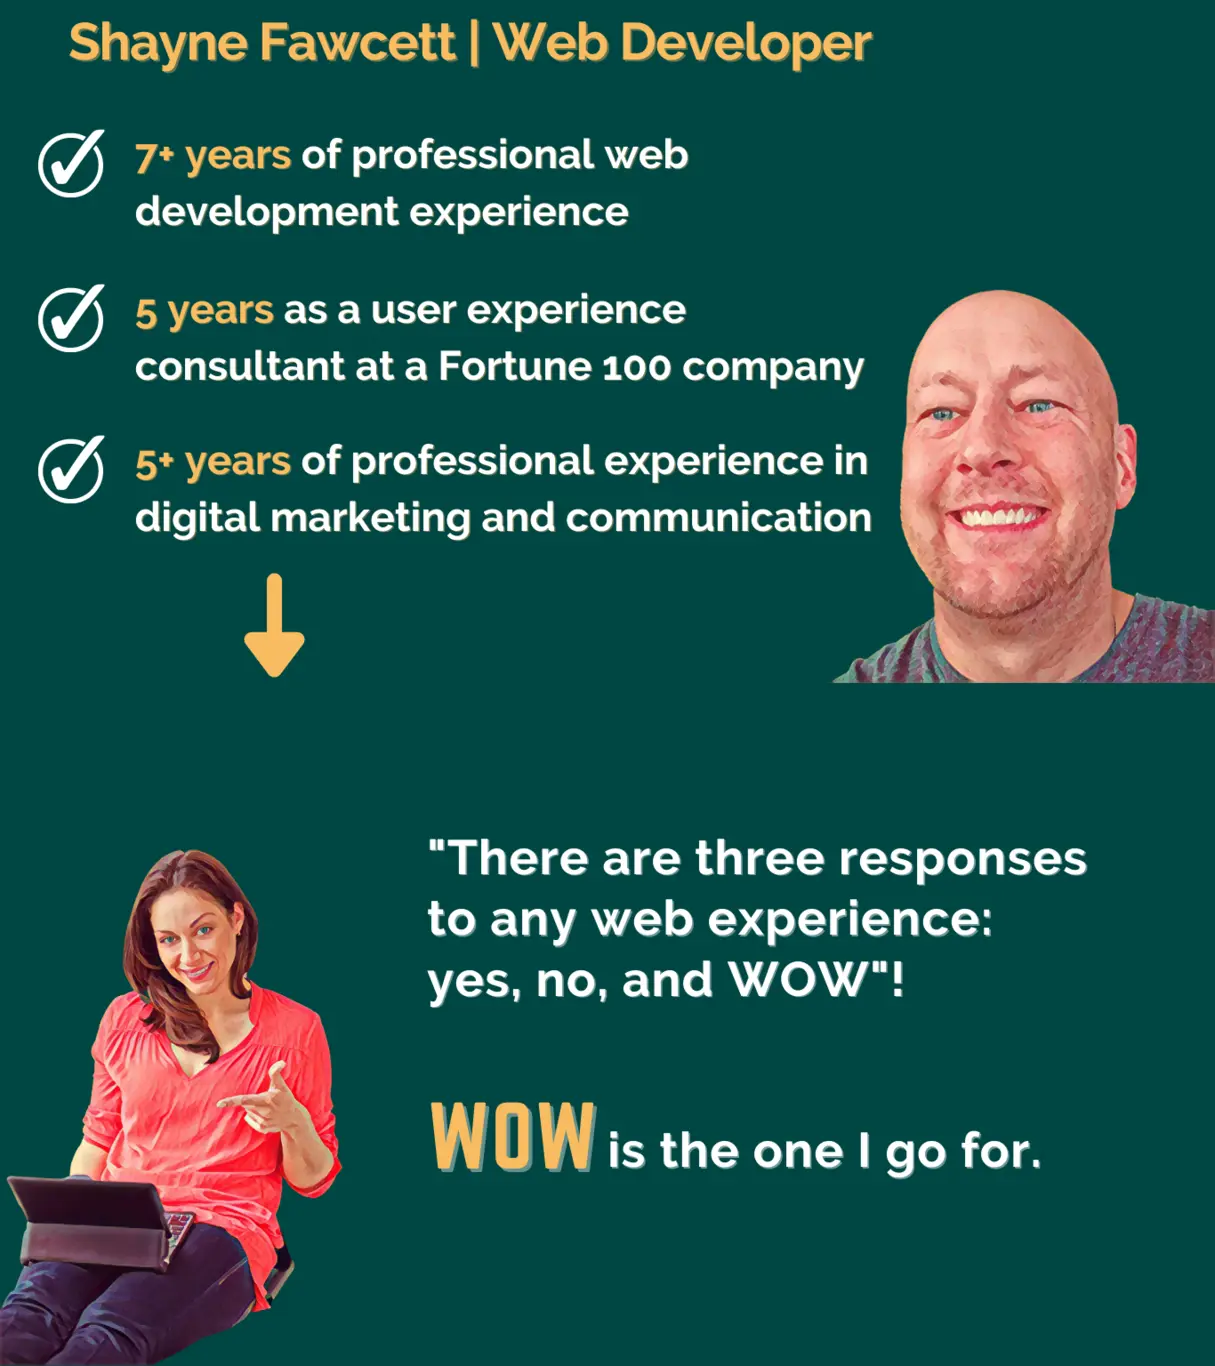 Shayne Fawcett | Web Developer
7+ years of professional web
development experience
5 years as a user experience
consultant at a Fortune 100 company
5+ years of professional experience in
digital marketing and communication
"There are three responses
to any web experience:
yes, no, and WOW"!
WOW is the one I go for.